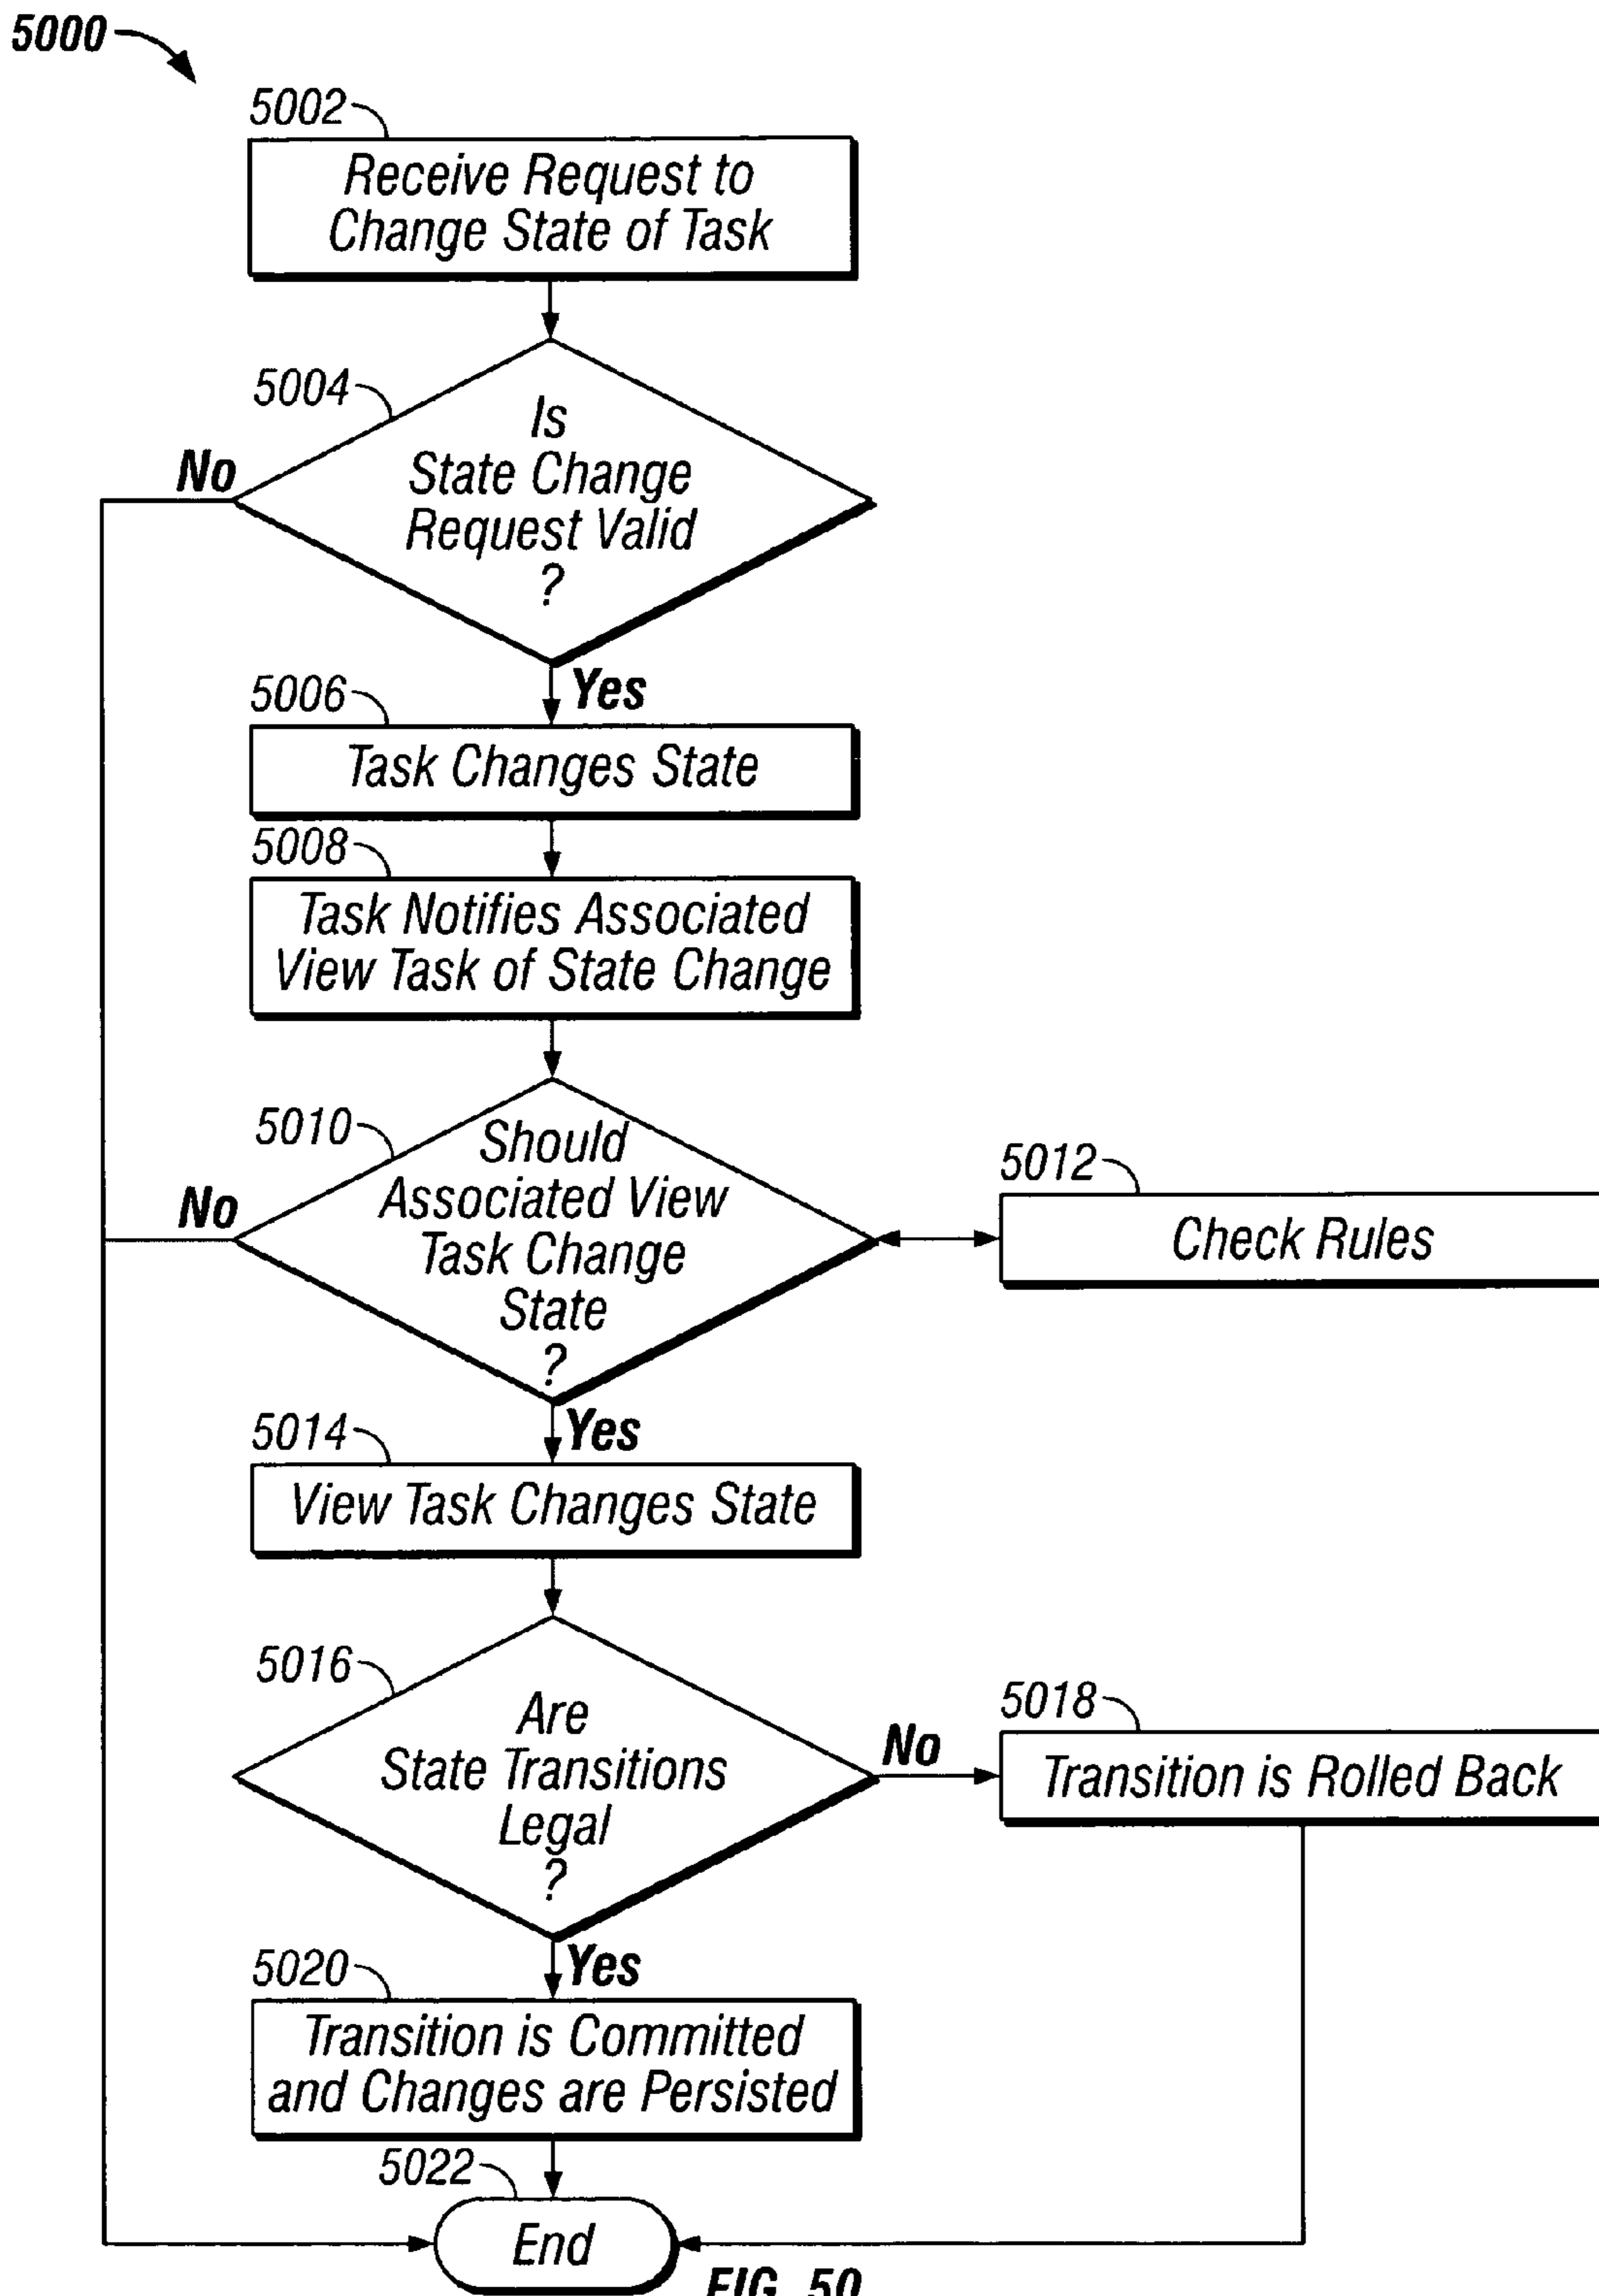 5000
5002
Receive Request to
Change State of Task
5004
Is
State Change
Request Valid
?
No
Yes
5006
Task Changes State
5008
Task Notifies Associated
View Task of State Change
5010
Should
Associated View
Task Change
State
?
No
5012
Check Rules
Yes
5014
View Task Changes State
5016
Are
State Transitions
Legal
?
No
5018
Transition is Rolled Back
Yes
5020
Transition is Committed
and Changes are Persisted
5022
End
FIG. 50